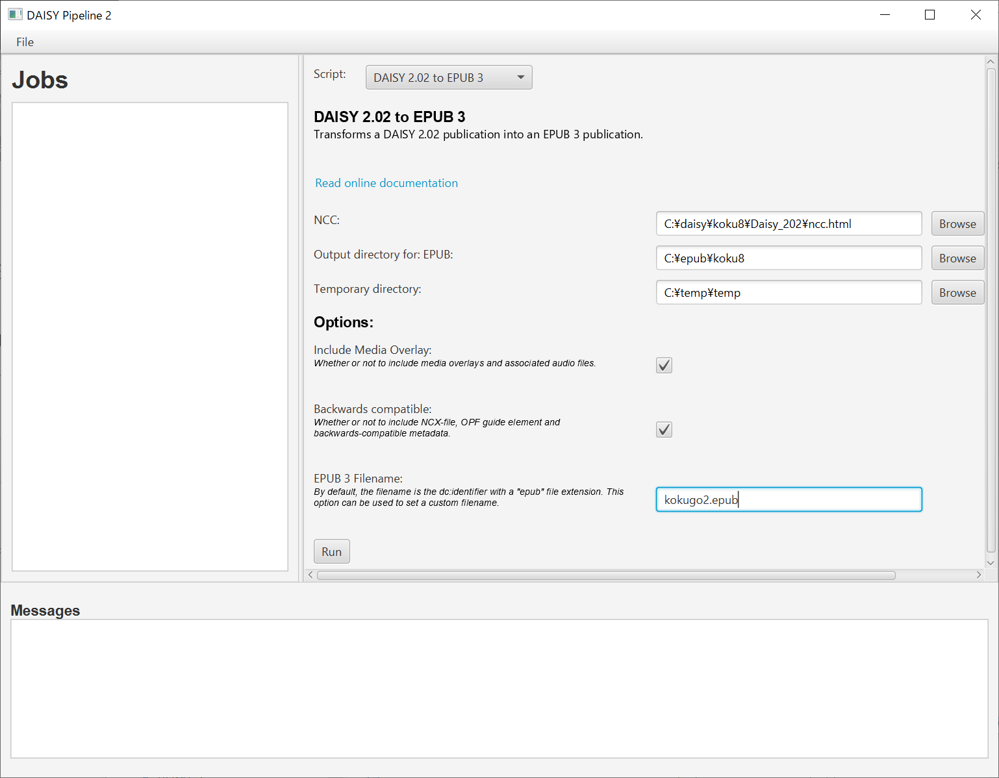 DAISY Pipeline 2
File
Jobs
Script:
DAISY 2.02 to EPUB 3
DAISY 2.02 to EPUB 3
Transforms a DAISY 2.02 publication into an EPUB 3 publication.
Read online documentation
NCC:
C:¥daisy¥koku8¥Daisy_202¥ncc.html
Browse
Output directory for: EPUB:
C:¥epub¥koku8
Browse
Temporary directory:
C:¥temp¥temp
Browse
Options:
Include Media Overlay:
Whether or not to include media overlays and associated audio files.
Backwards compatible:
Whether or not to include NCX-file, OPF guide element and
backwards-compatible metadata.
EPUB 3 Filename:
By default, the filename is the dc:identifier with a "epub" file extension. This
option can be used to set a custom filename.
kokugo2.epub
Run
Messages